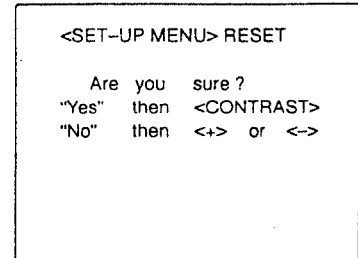 <SET-UP MENU> RESET
Are you sure ?
"Yes" then <CONTRAST>
"No" then <+> or <->